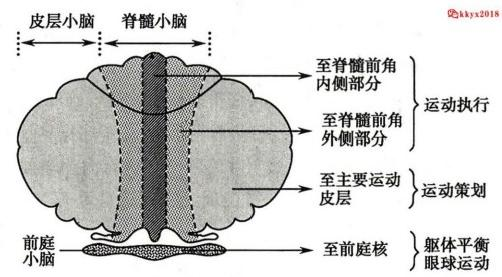 kkyx2018
皮层小脑
脊髓小脑
至脊髓前角
内侧部分
至脊髓前角
外侧部分
运动执行
至主要运动
皮层
运动策划
前庭
小脑
至前庭核
躯体平衡
眼球运动